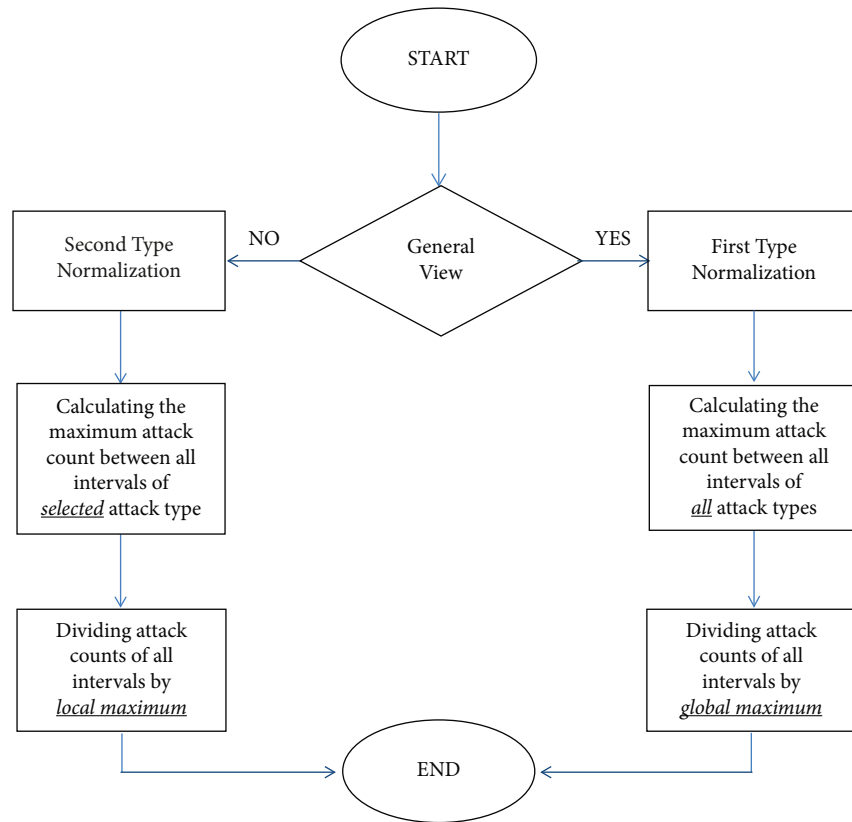 START
General
View
NO
YES
Second Type
Normalization
First Type
Normalization
Calculating the
maximum attack
count between all
intervals of
selected attack type
Calculating the
maximum attack
count between all
intervals of
all attack types
Dividing attack
counts of all
intervals by
local maximum
Dividing attack
counts of all
intervals by
global maximum
END